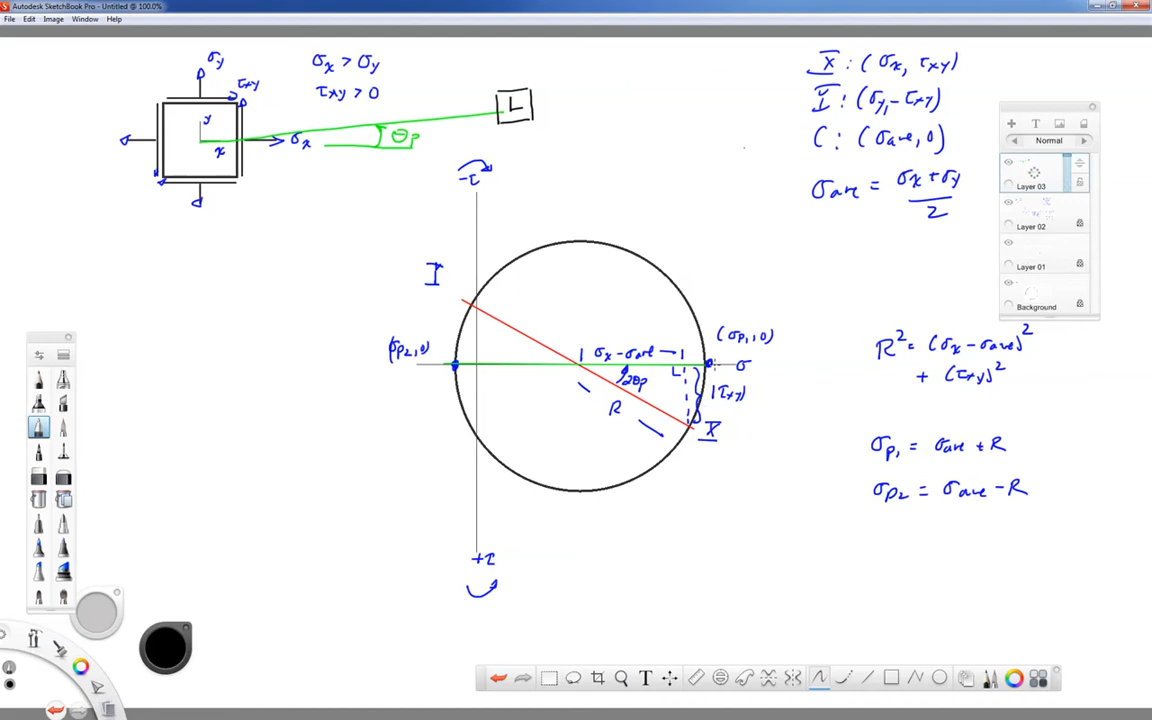 Autodesk SketchBook Pro - Untitled @ 100.0%
File Edit Image Window Help
σy
τxy
σx > σy
τxy > 0
y
x
σx
θp
L
X : (σx, τxy)
Y : (σy, -τxy)
C : (σave, 0)
σave = σx + σy
2
Normal
Layer 03
Layer 02
Layer 01
Background
-τ
Y
(σp2, 0)
σx - σave
(σp1, 0)
σ
2θp
|τxy|
R
X
+τ
R² = (σx - σave)²
+ (τxy)²
σp1 = σave + R
σp2 = σave - R
T